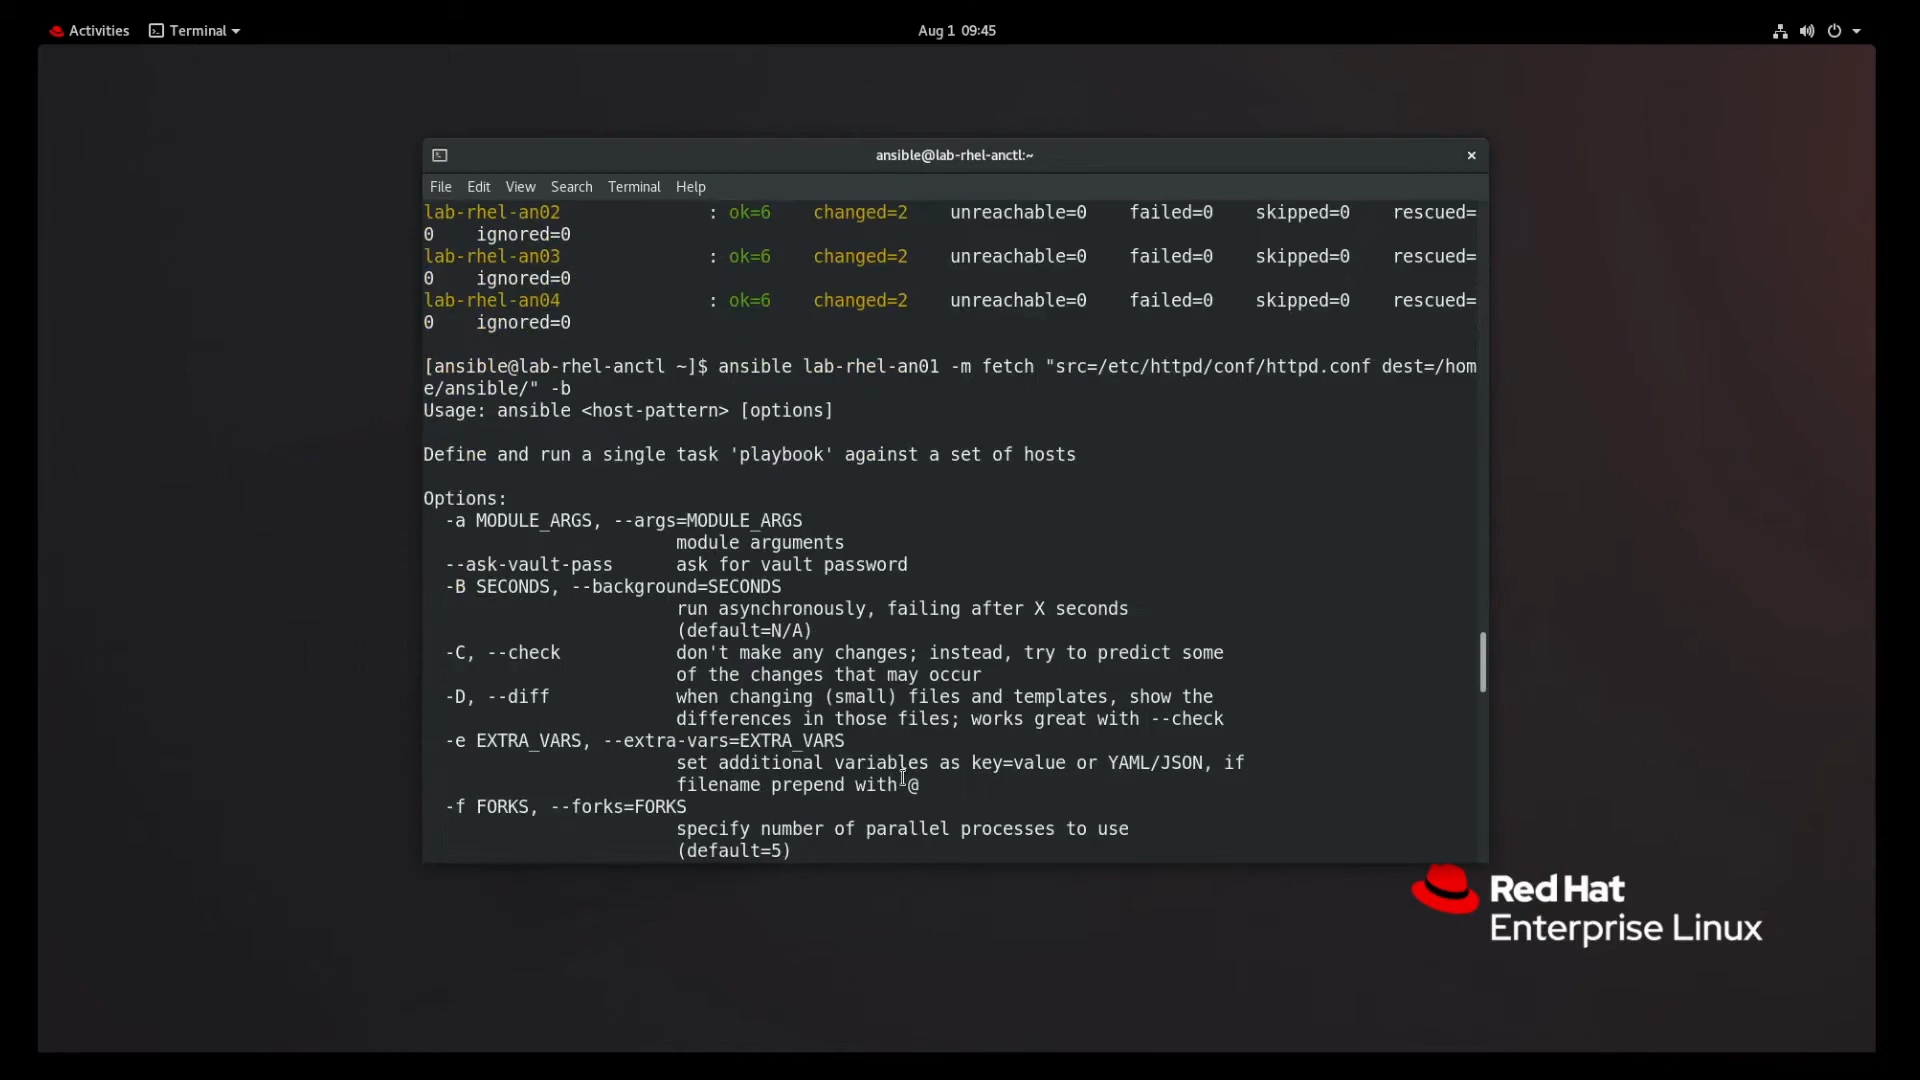 Activities Terminal Aug 1 09:45
ansible@lab-rhel-anctl:~ ×
File Edit View Search Terminal Help
lab-rhel-an02              : ok=6    changed=2    unreachable=0    failed=0    skipped=0    rescued=
0    ignored=0
lab-rhel-an03              : ok=6    changed=2    unreachable=0    failed=0    skipped=0    rescued=
0    ignored=0
lab-rhel-an04              : ok=6    changed=2    unreachable=0    failed=0    skipped=0    rescued=
0    ignored=0
[ansible@lab-rhel-anctl ~]$ ansible lab-rhel-an01 -m fetch "src=/etc/httpd/conf/httpd.conf dest=/hom
e/ansible/" -b
Usage: ansible <host-pattern> [options]
Define and run a single task 'playbook' against a set of hosts
Options:
  -a MODULE_ARGS, --args=MODULE_ARGS
                        module arguments
  --ask-vault-pass      ask for vault password
  -B SECONDS, --background=SECONDS
                        run asynchronously, failing after X seconds
                        (default=N/A)
  -C, --check           don't make any changes; instead, try to predict some
                        of the changes that may occur
  -D, --diff            when changing (small) files and templates, show the
                        differences in those files; works great with --check
  -e EXTRA_VARS, --extra-vars=EXTRA_VARS
                        set additional variables as key=value or YAML/JSON, if
                        filename prepend with @
  -f FORKS, --forks=FORKS
                        specify number of parallel processes to use
                        (default=5)
Red Hat
Enterprise Linux